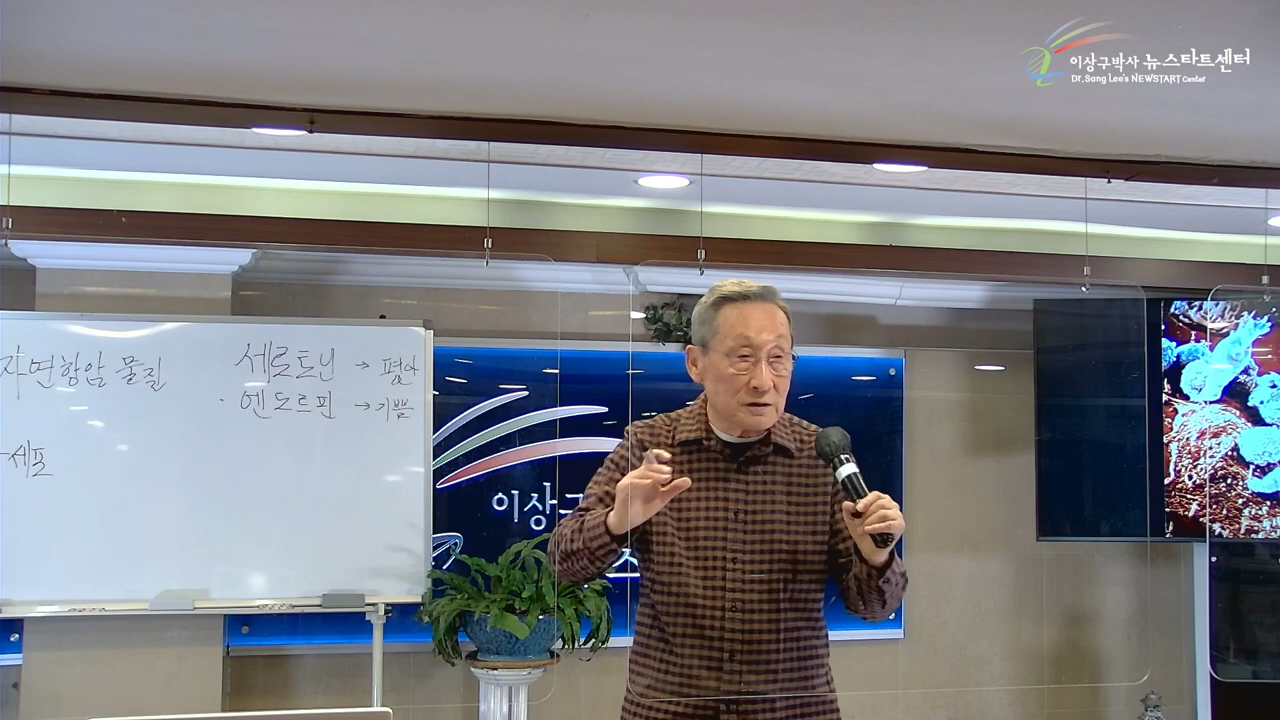 이상구박사 뉴스타트센터
Dr. Sang Lee's NEWSTART Center
자연항암 물질
세로토닌 → 평안
· 엔도르핀 → 기쁨
세포
이상구
스